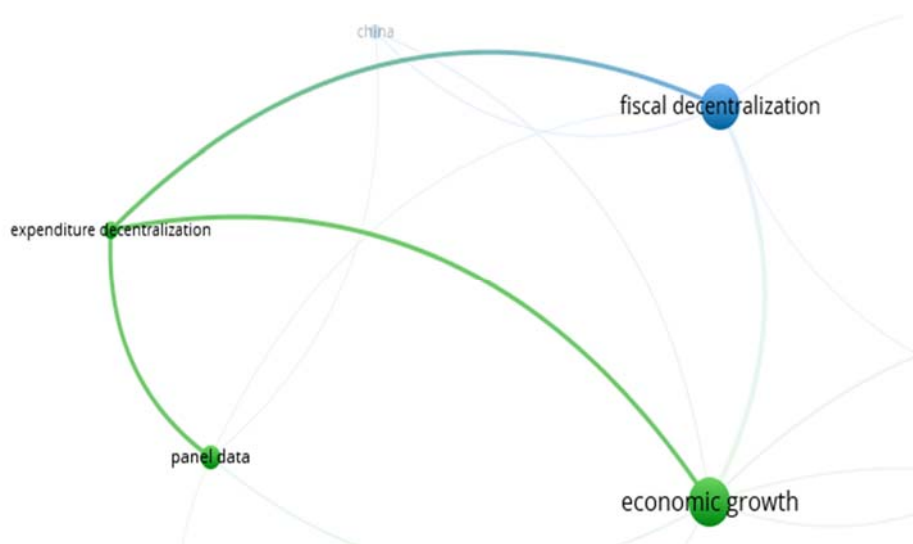 china
fiscal decentralization
expenditure decentralization
panel data
economic growth